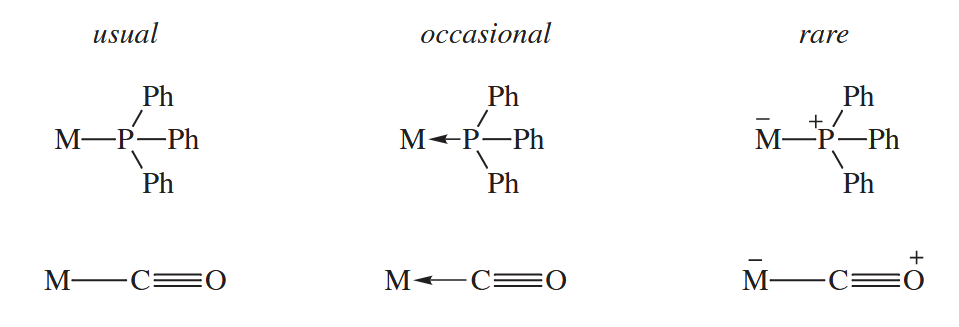 usual occasional rare
Ph Ph Ph
M—P—Ph M←P—Ph M̄—P⁺—Ph
Ph Ph Ph
M—C≡O M←C≡O M̄—C≡O⁺